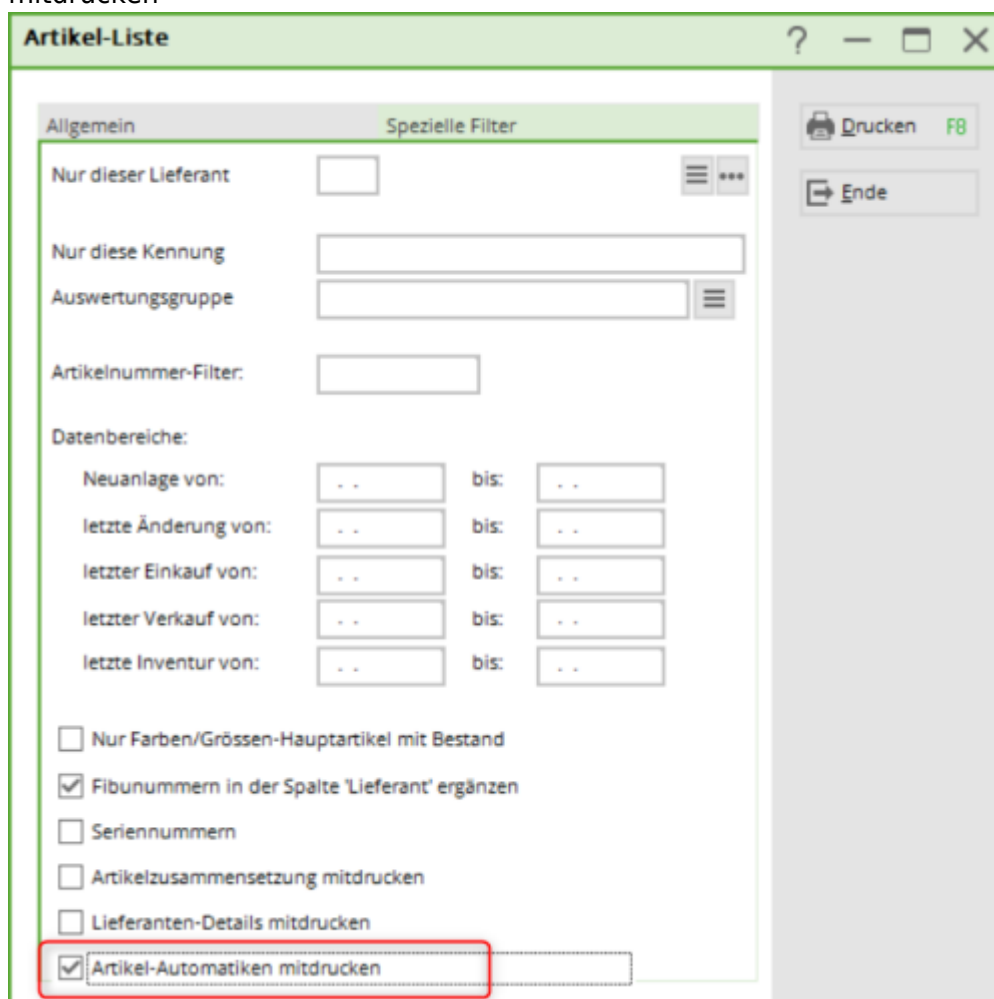 mitdrucken
Artikel-Liste
Allgemein Spezielle Filter
Drucken F8
Nur dieser Lieferant
Ende
Nur diese Kennung
Auswertungsgruppe
Artikelnummer-Filter:
Datenbereiche:
Neuanlage von: . . bis: . .
letzte Änderung von: . . bis: . .
letzter Einkauf von: . . bis: . .
letzter Verkauf von: . . bis: . .
letzte Inventur von: . . bis: . .
Nur Farben/Grössen-Hauptartikel mit Bestand
Fibunummern in der Spalte 'Lieferant' ergänzen
Seriennummern
Artikelzusammensetzung mitdrucken
Lieferanten-Details mitdrucken
Artikel-Automatiken mitdrucken